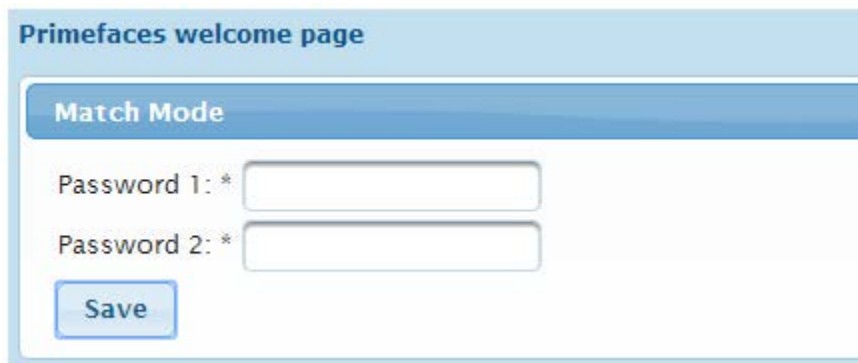 Primefaces welcome page
Match Mode
Password 1: *
Password 2: *
Save